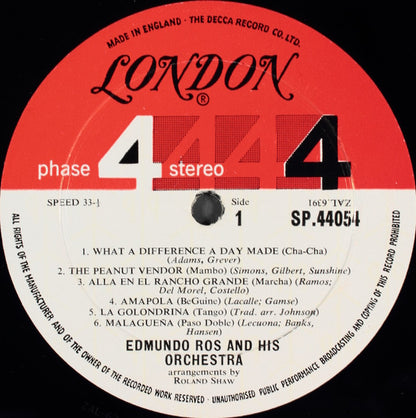 MADE IN ENGLAND · THE DECCA RECORD CO. LTD.
LONDON
®
phase 4 stereo
4 4 4
SPEED 33-⅓
Side
1
ZAL.6391
SP.44054
1. WHAT A DIFFERENCE A DAY MADE (Cha-Cha)
(Adams, Grever)
2. THE PEANUT VENDOR (Mambo) (Simons, Gilbert, Sunshine)
3. ALLA EN EL RANCHO GRANDE (Marcha) (Ramos;
Del Morel, Costello)
4. AMAPOLA (BeGuine) (Lacalle; Gamse)
5. LA GOLONDRINA (Tango) (Trad. arr. Johnson)
6. MALAGUEÑA (Paso Doble) (Lecuona; Banks,
Hansen)
EDMUNDO ROS AND HIS
ORCHESTRA
arrangements by
ROLAND SHAW
ALL RIGHTS OF THE MANUFACTURER AND OF THE OWNER OF THE RECORDED WORK RESERVED · UNAUTHORISED PUBLIC PERFORMANCE BROADCASTING AND COPYING OF THIS RECORD PROHIBITED